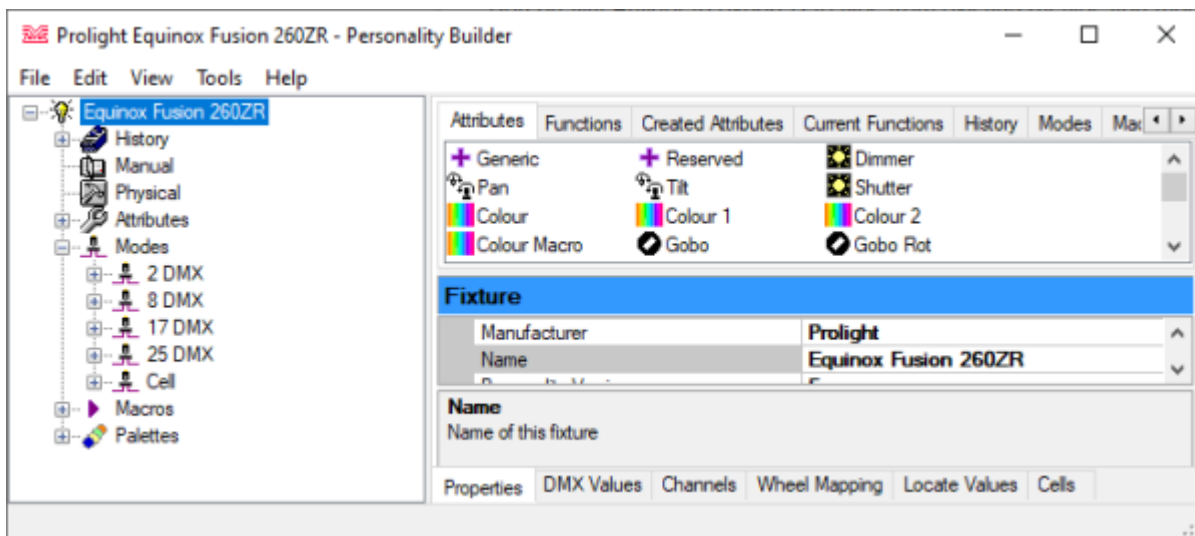 Prolight Equinox Fusion 260ZR - Personality Builder
File Edit View Tools Help
Equinox Fusion 260ZR
History
Manual
Physical
Attributes
Modes
2 DMX
8 DMX
17 DMX
25 DMX
Cell
Macros
Palettes
Attributes Functions Created Attributes Current Functions History Modes
Generic Reserved Dimmer
Pan Tilt Shutter
Colour Colour 1 Colour 2
Colour Macro Gobo Gobo Rot
Fixture
Manufacturer Prolight
Name Equinox Fusion 260ZR
Name
Name of this fixture
Properties DMX Values Channels Wheel Mapping Locate Values Cells